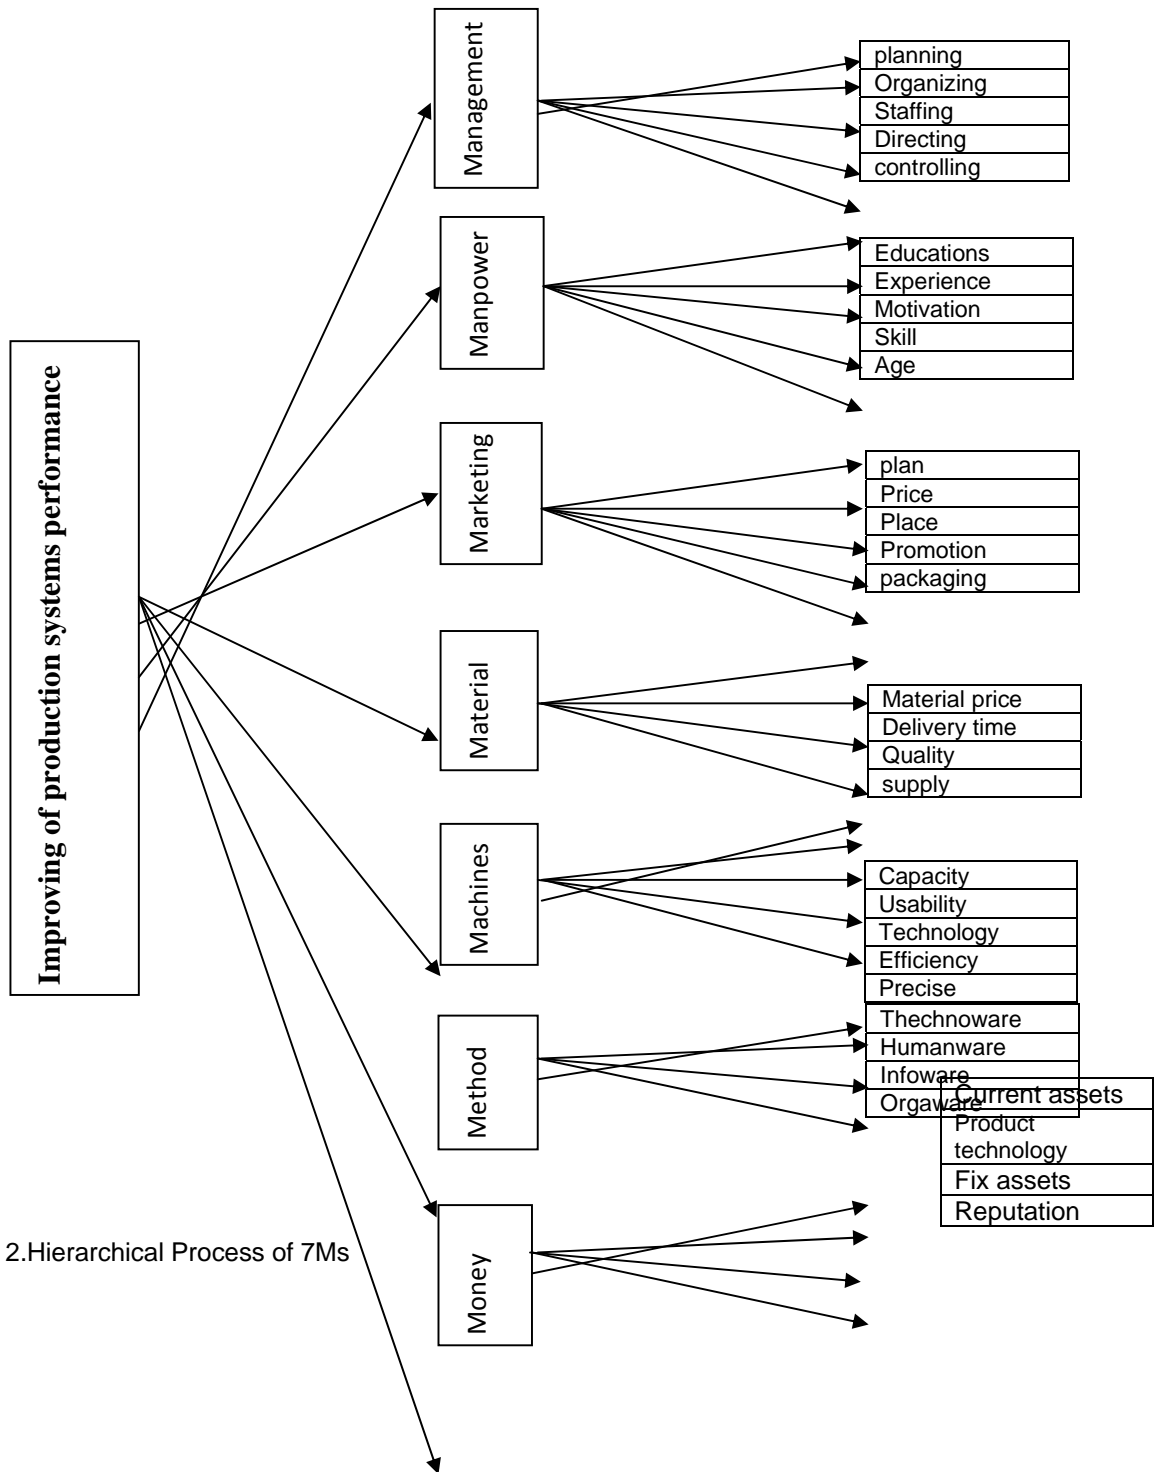 Improving of production systems performance
Management
planning
Organizing
Staffing
Directing
controlling
Manpower
Educations
Experience
Motivation
Skill
Age
Marketing
plan
Price
Place
Promotion
packaging
Material
Material price
Delivery time
Quality
supply
Machines
Capacity
Usability
Technology
Efficiency
Precise
Method
Thechnoware
Humanware
Infoware
Orgaware
Money
Current assets
Product
technology
Fix assets
Reputation
2.Hierarchical Process of 7Ms